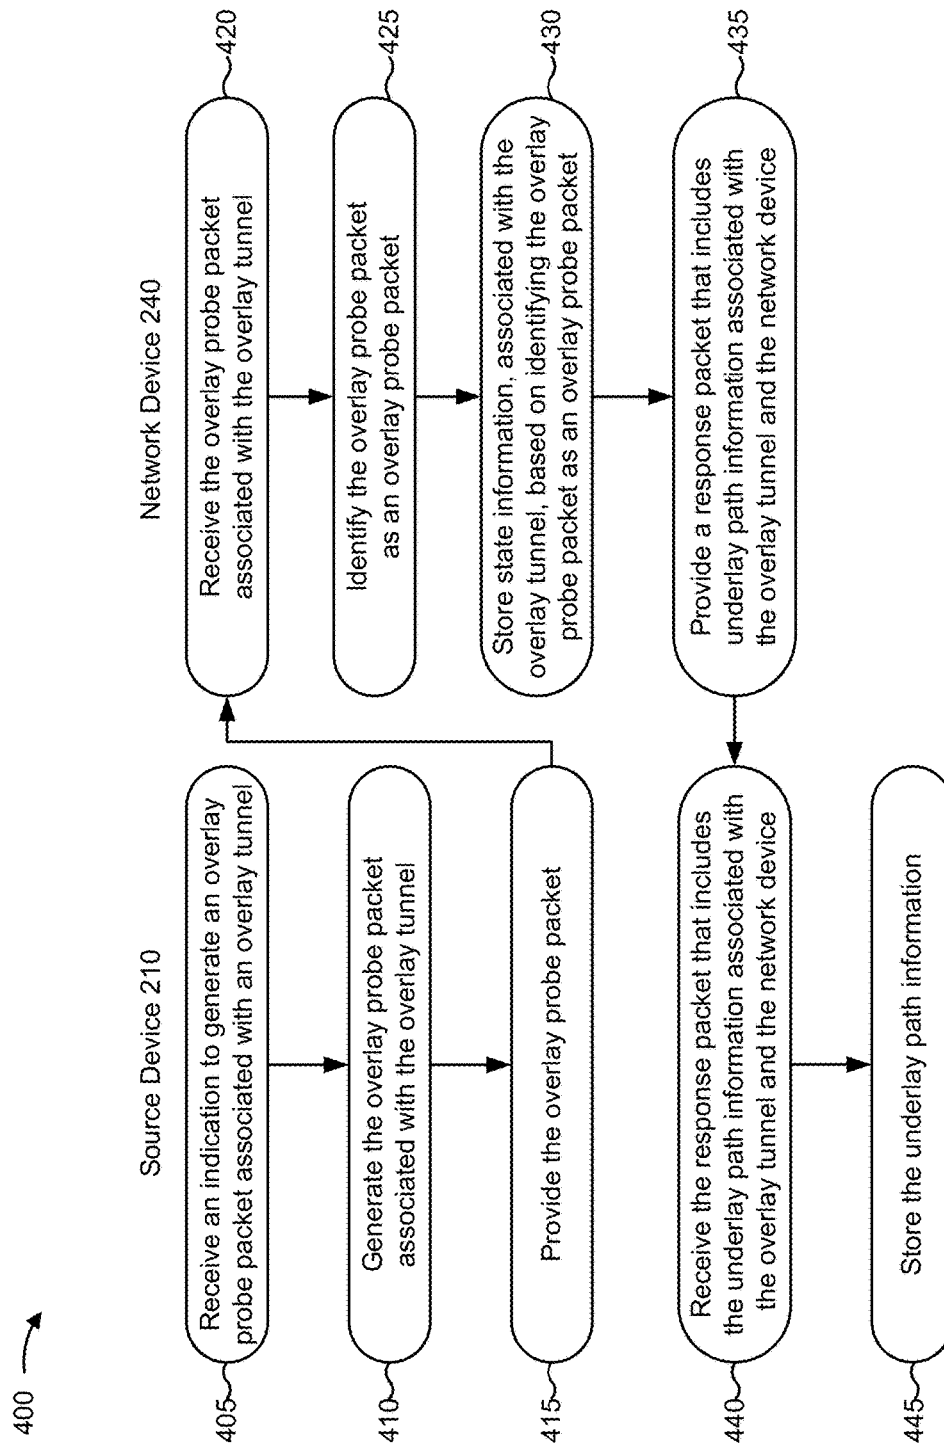 400
Source Device 210
405
Receive an indication to generate an overlay
probe packet associated with an overlay tunnel
410
Generate the overlay probe packet
associated with the overlay tunnel
415
Provide the overlay probe packet
Network Device 240
420
Receive the overlay probe packet
associated with the overlay tunnel
425
Identify the overlay probe packet
as an overlay probe packet
430
Store state information, associated with the
overlay tunnel, based on identifying the overlay
probe packet as an overlay probe packet
435
Provide a response packet that includes
underlay path information associated with
the overlay tunnel and the network device
440
Receive the response packet that includes
the underlay path information associated with
the overlay tunnel and the network device
445
Store the underlay path information